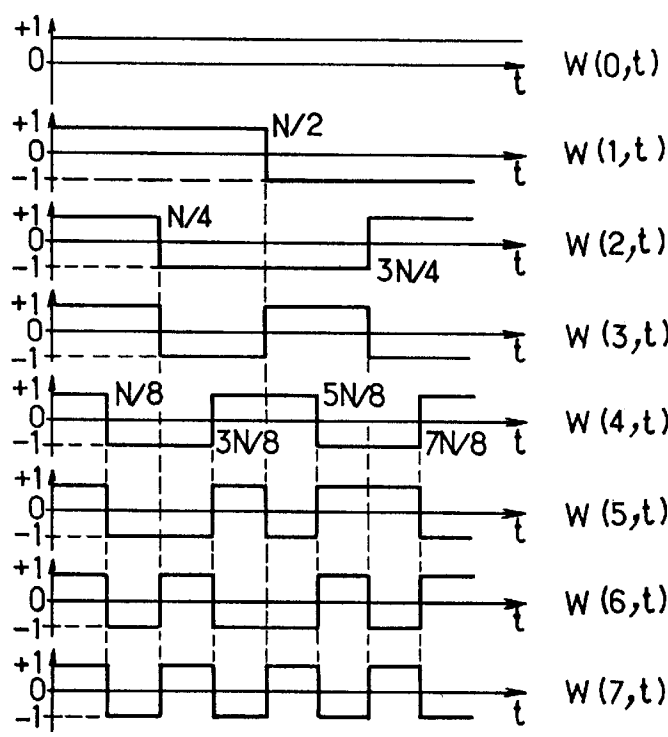 +1
0
t
W(0,t)
+1
N/2
0
t
W(1,t)
-1
+1
N/4
0
t
W(2,t)
-1
3N/4
+1
0
t
W(3,t)
-1
+1
N/8
5N/8
0
t
W(4,t)
-1
3N/8
7N/8
+1
0
t
W(5,t)
-1
+1
0
t
W(6,t)
-1
+1
0
t
W(7,t)
-1